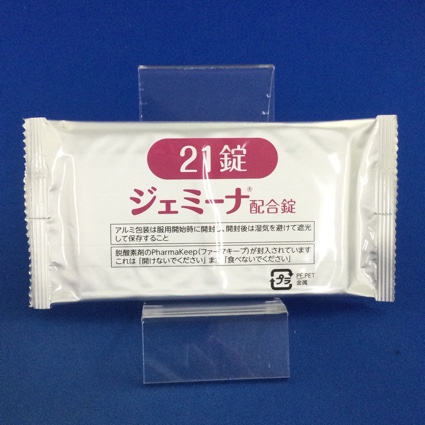 21錠
ジェミーナ®配合錠
アルミ包装は服用開始時に開封し、開封後は湿気を避けて遮光
して保存すること
脱酸素剤のPharmaKeep(ファーマキープ)が封入されています
これは「開けないでください」また「食べないでください」
プラ
PE,PET
金属